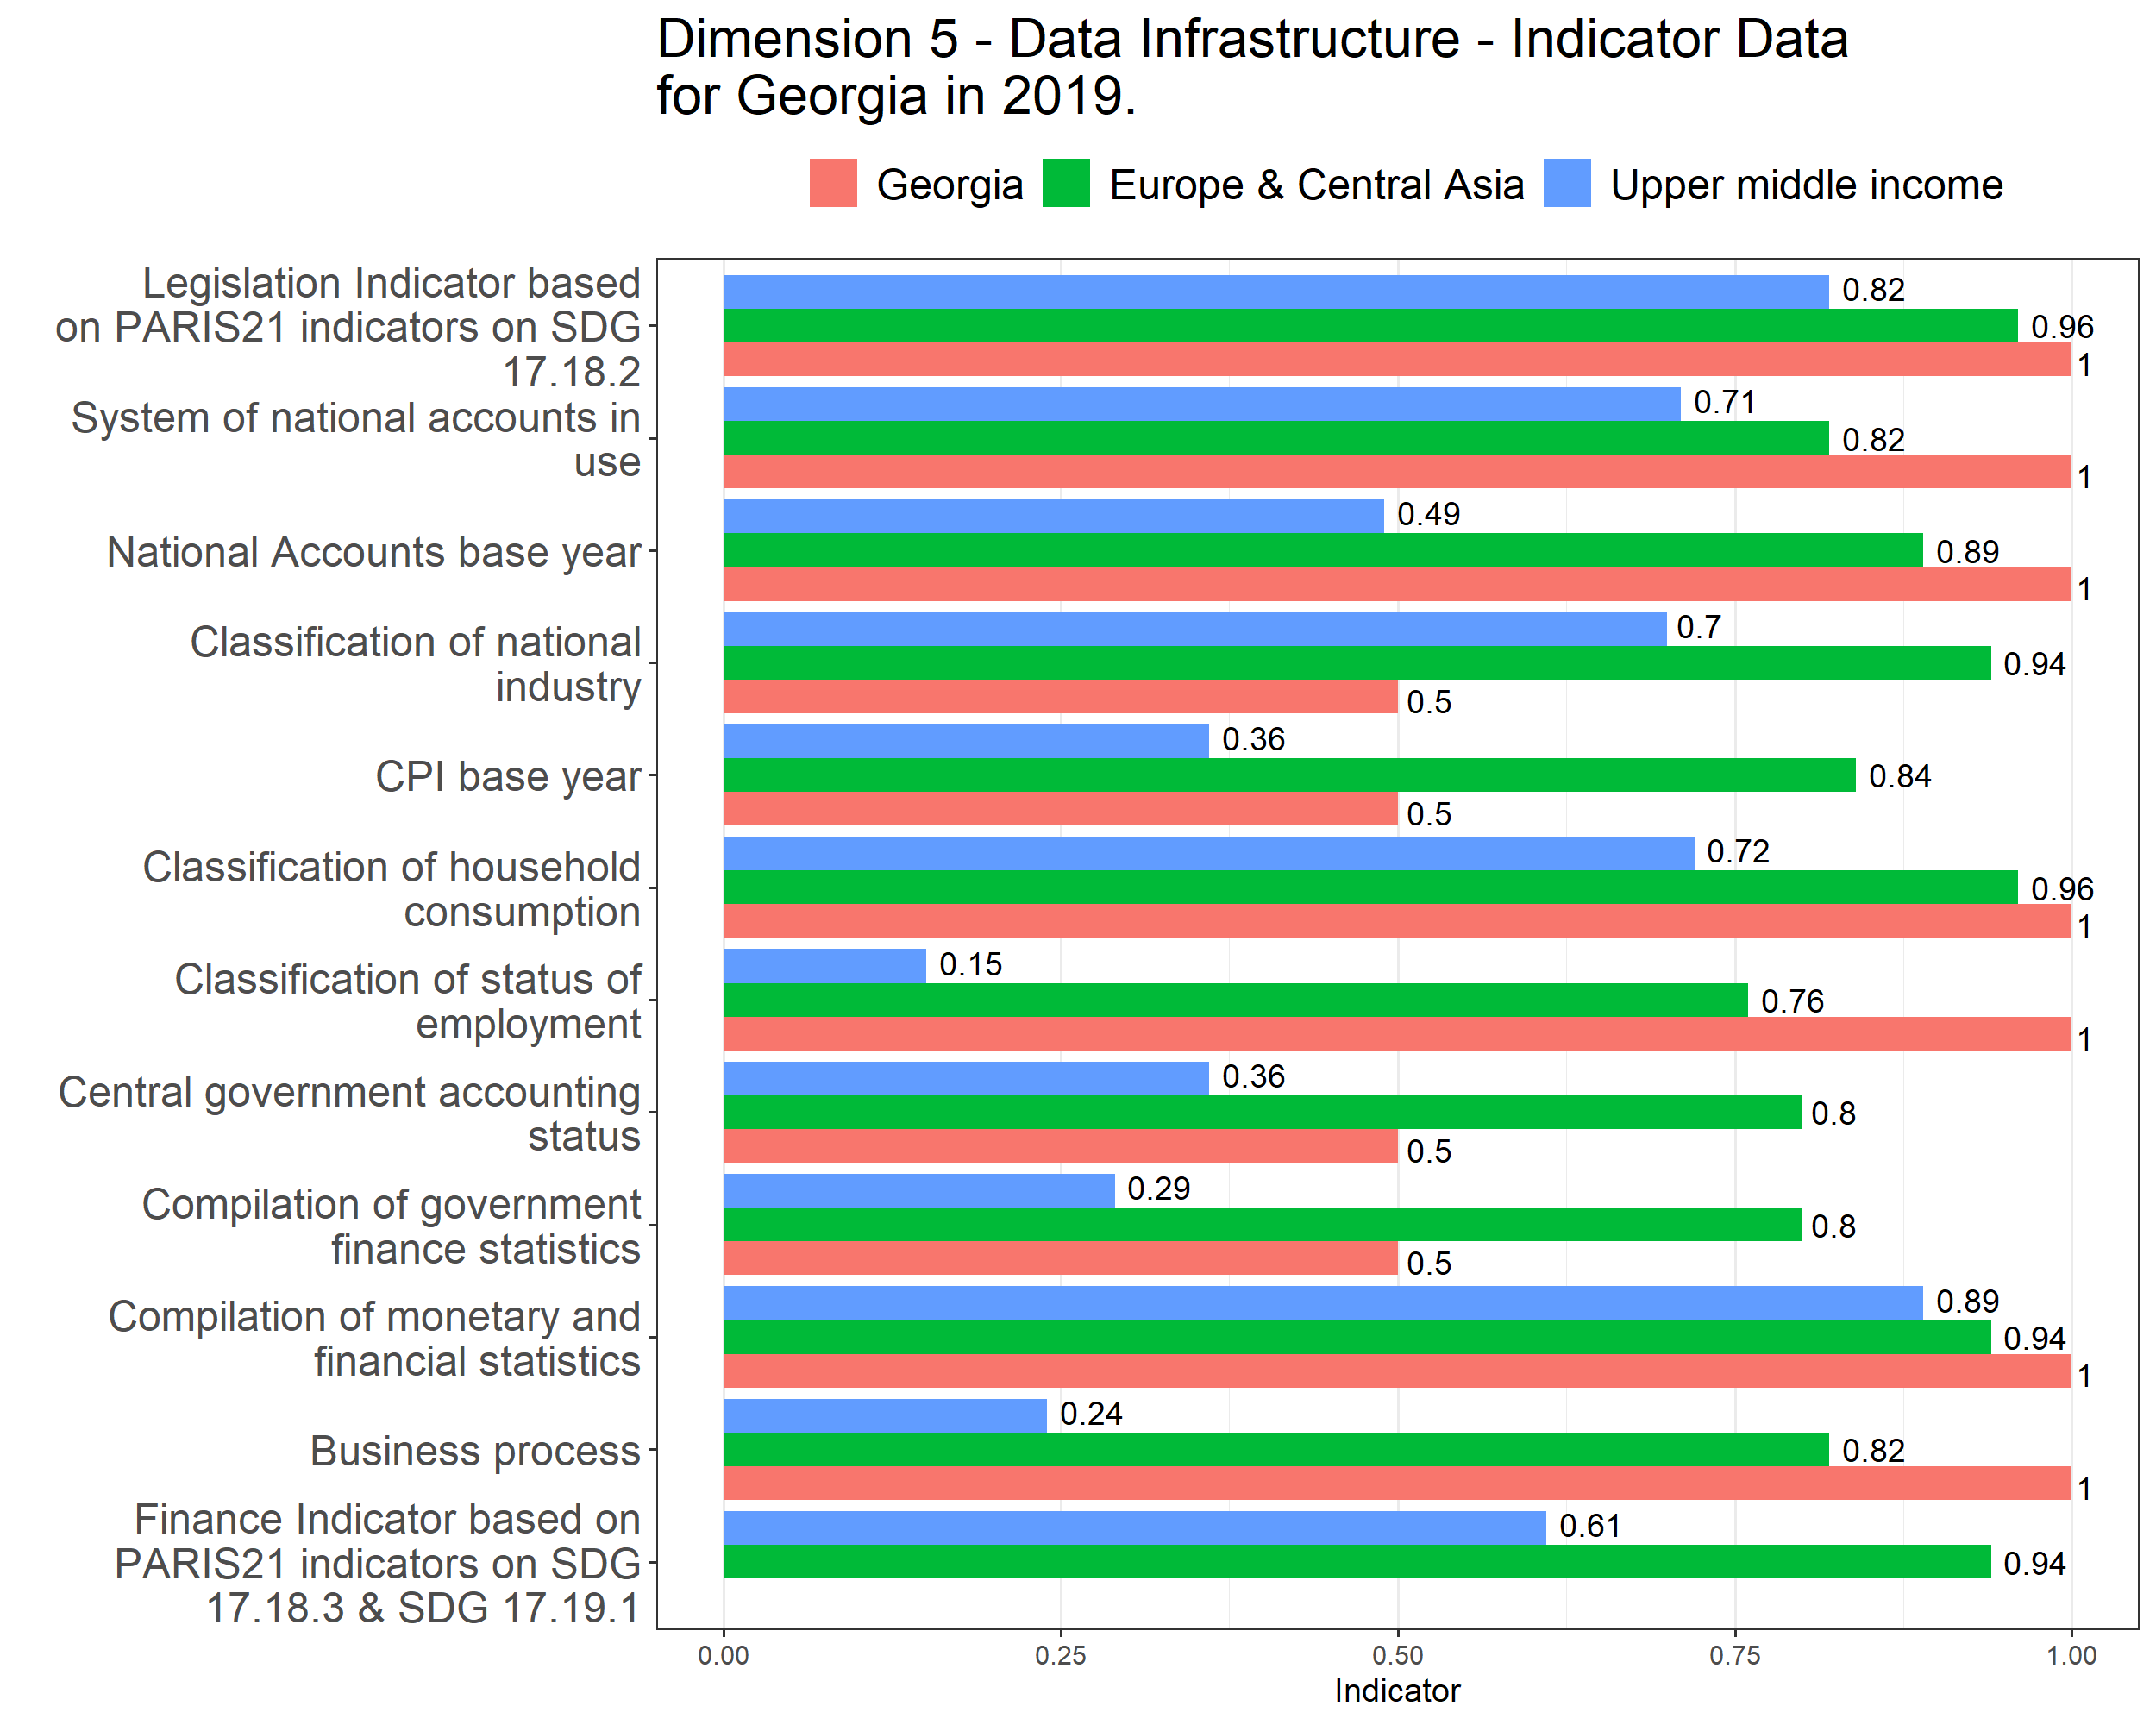 Dimension 5 - Data Infrastructure - Indicator Data
for Georgia in 2019.
Georgia
Europe & Central Asia
Upper middle income
Legislation Indicator based
on PARIS21 indicators on SDG
17.18.2
0.82
0.96
1
System of national accounts in
use
0.71
0.82
1
National Accounts base year
0.49
0.89
1
Classification of national
industry
0.7
0.94
0.5
CPI base year
0.36
0.84
0.5
Classification of household
consumption
0.72
0.96
1
Classification of status of
employment
0.15
0.76
1
Central government accounting
status
0.36
0.8
0.5
Compilation of government
finance statistics
0.29
0.8
0.5
Compilation of monetary and
financial statistics
0.89
0.94
1
Business process
0.24
0.82
1
Finance Indicator based on
PARIS21 indicators on SDG
17.18.3 & SDG 17.19.1
0.61
0.94
0.00
0.25
0.50
0.75
1.00
Indicator